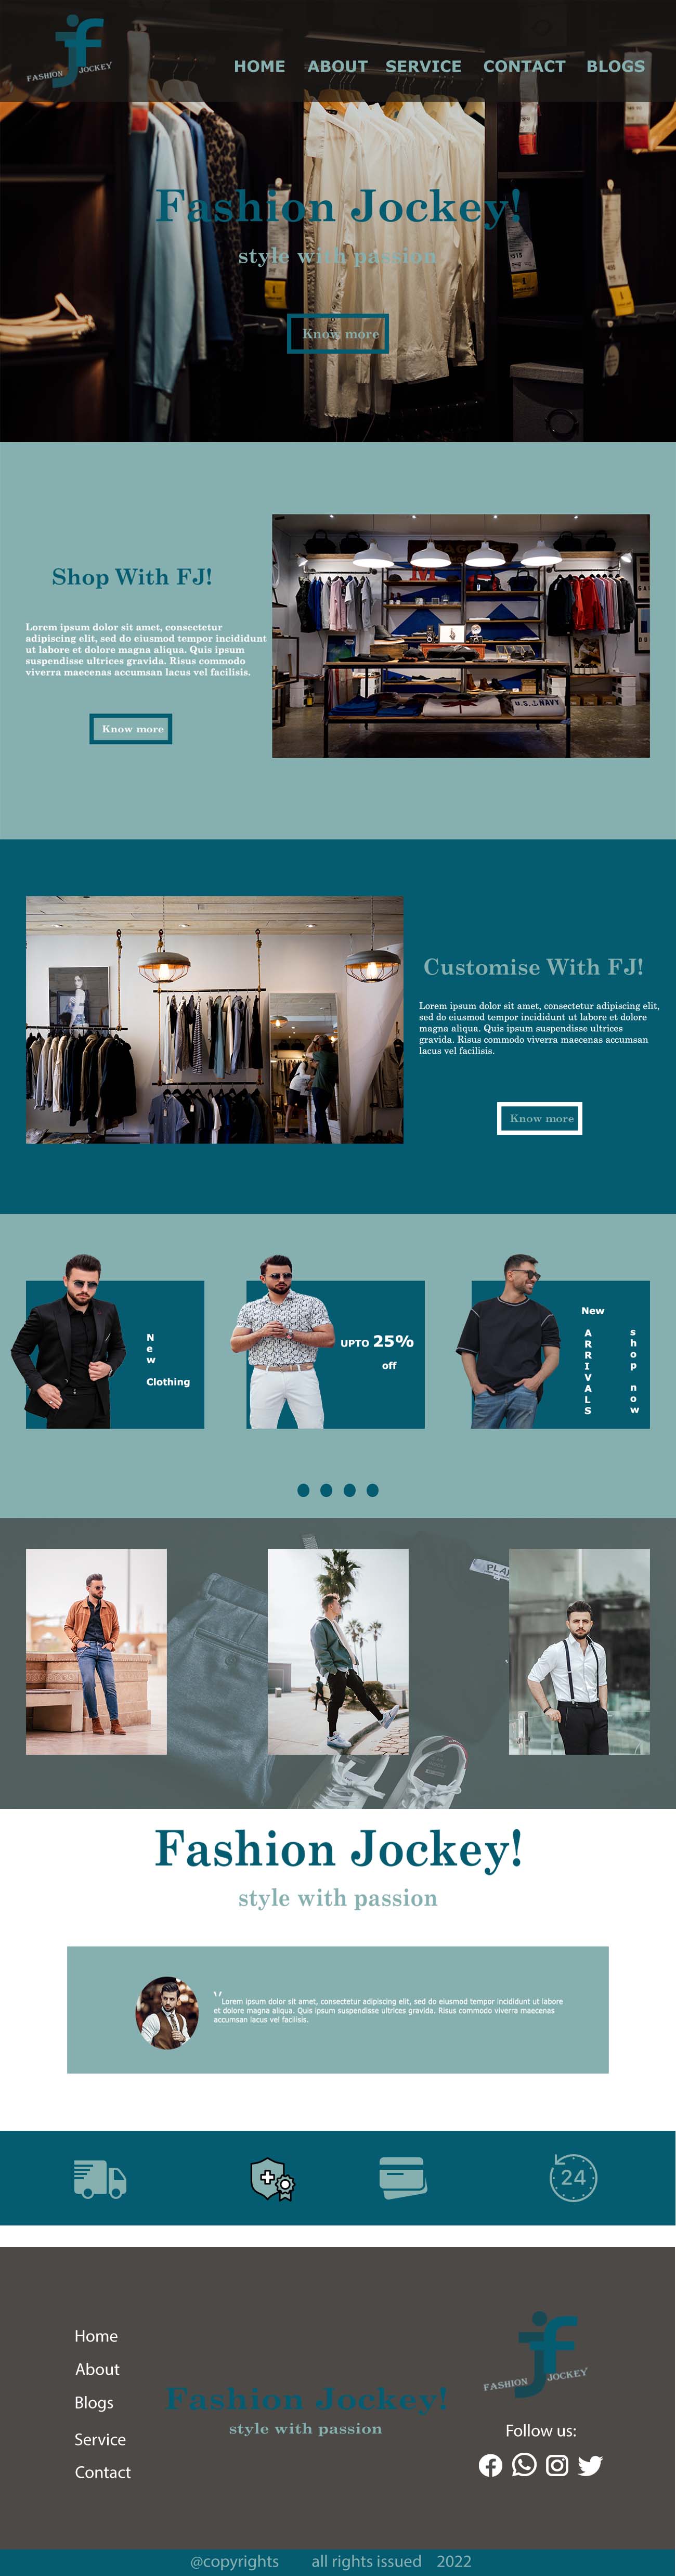 FASHION JOCKEY
HOME ABOUT SERVICE CONTACT BLOGS
Fashion Jockey!
style with passion
Know more
Shop With FJ!
Lorem ipsum dolor sit amet, consectetur
adipiscing elit, sed do eiusmod tempor incididunt
ut labore et dolore magna aliqua. Quis ipsum
suspendisse ultrices gravida. Risus commodo
viverra maecenas accumsan lacus vel facilisis.
Know more
U.S. NAVY
Customise With FJ!
Lorem ipsum dolor sit amet, consectetur adipiscing elit,
sed do eiusmod tempor incididunt ut labore et dolore
magna aliqua. Quis ipsum suspendisse ultrices
gravida. Risus commodo viverra maecenas accumsan
lacus vel facilisis.
Know more
New
Clothing
UPTO 25%
off
New
ARRIVALS
shop now
Fashion Jockey!
style with passion
" Lorem ipsum dolor sit amet, consectetur adipiscing elit, sed do eiusmod tempor incididunt ut labore
et dolore magna aliqua. Quis ipsum suspendisse ultrices gravida. Risus commodo viverra maecenas
accumsan lacus vel facilisis.
24
Home
About
Blogs
Service
Contact
Fashion Jockey!
style with passion
FASHION JOCKEY
Follow us:
@copyrights all rights issued 2022